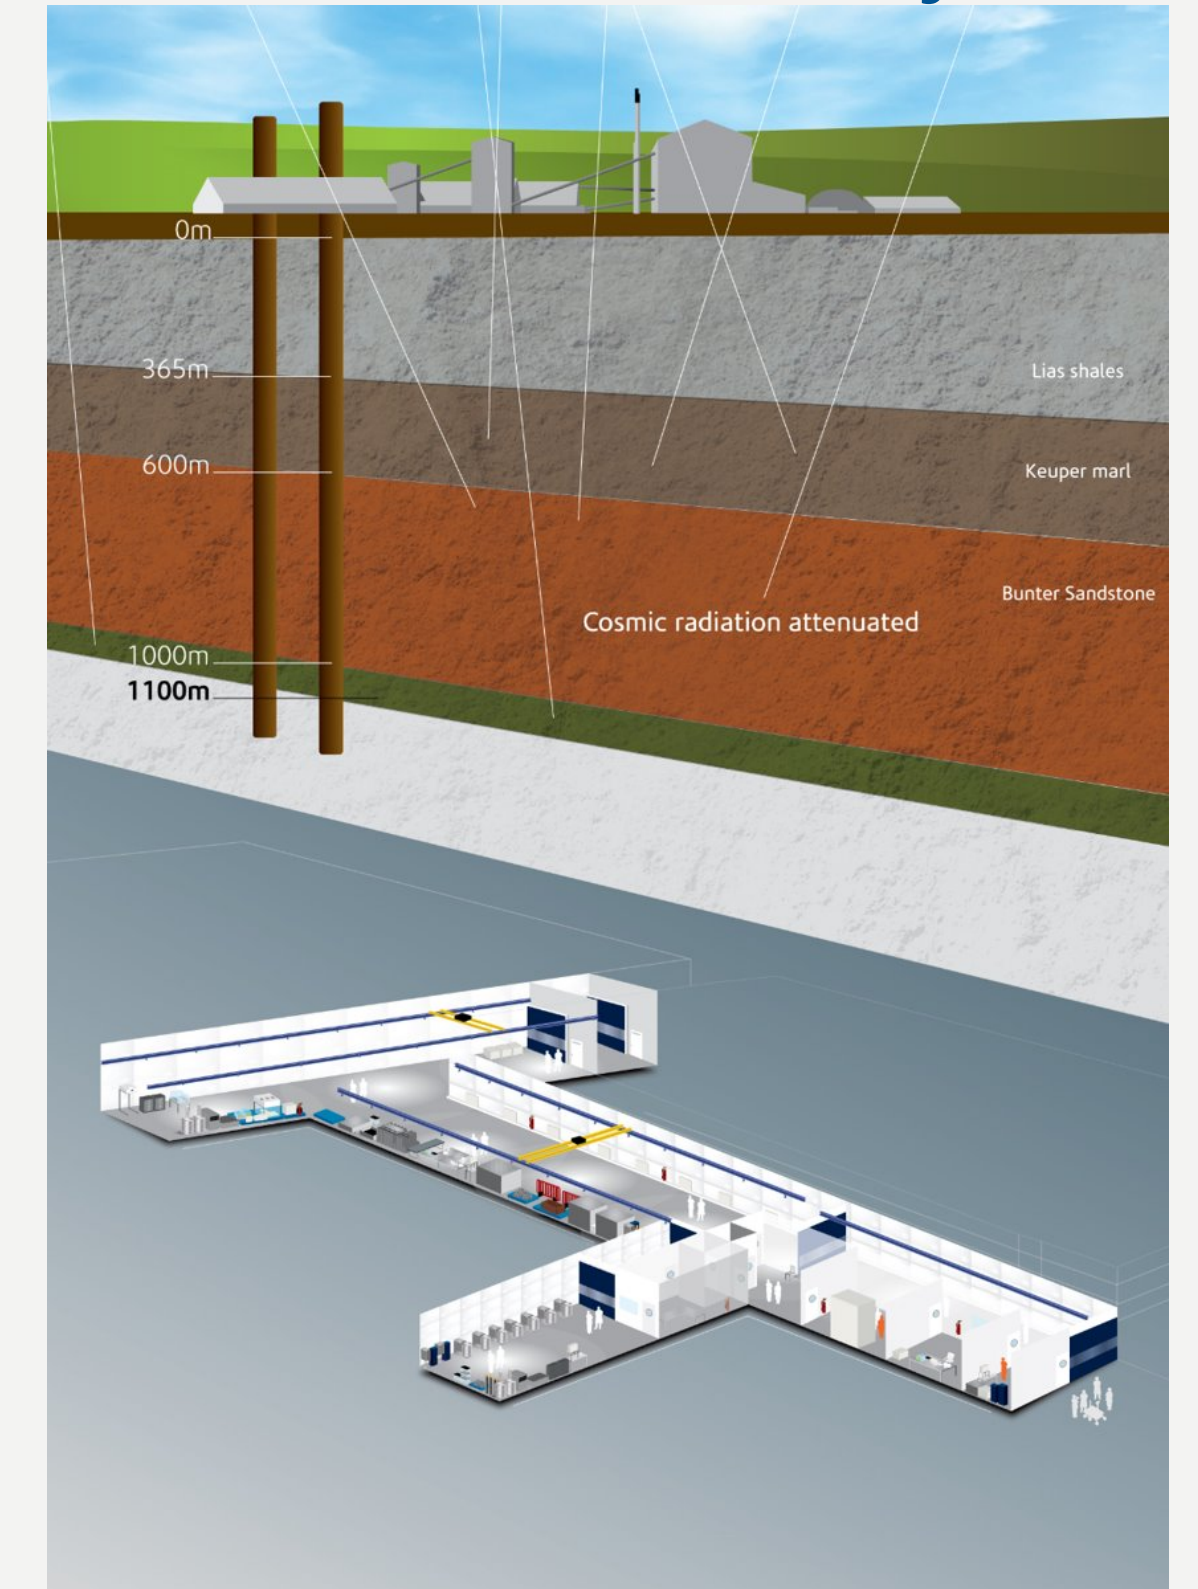 0m
365m
Lias shales
600m
Keuper marl
Bunter Sandstone
Cosmic radiation attenuated
1000m
1100m